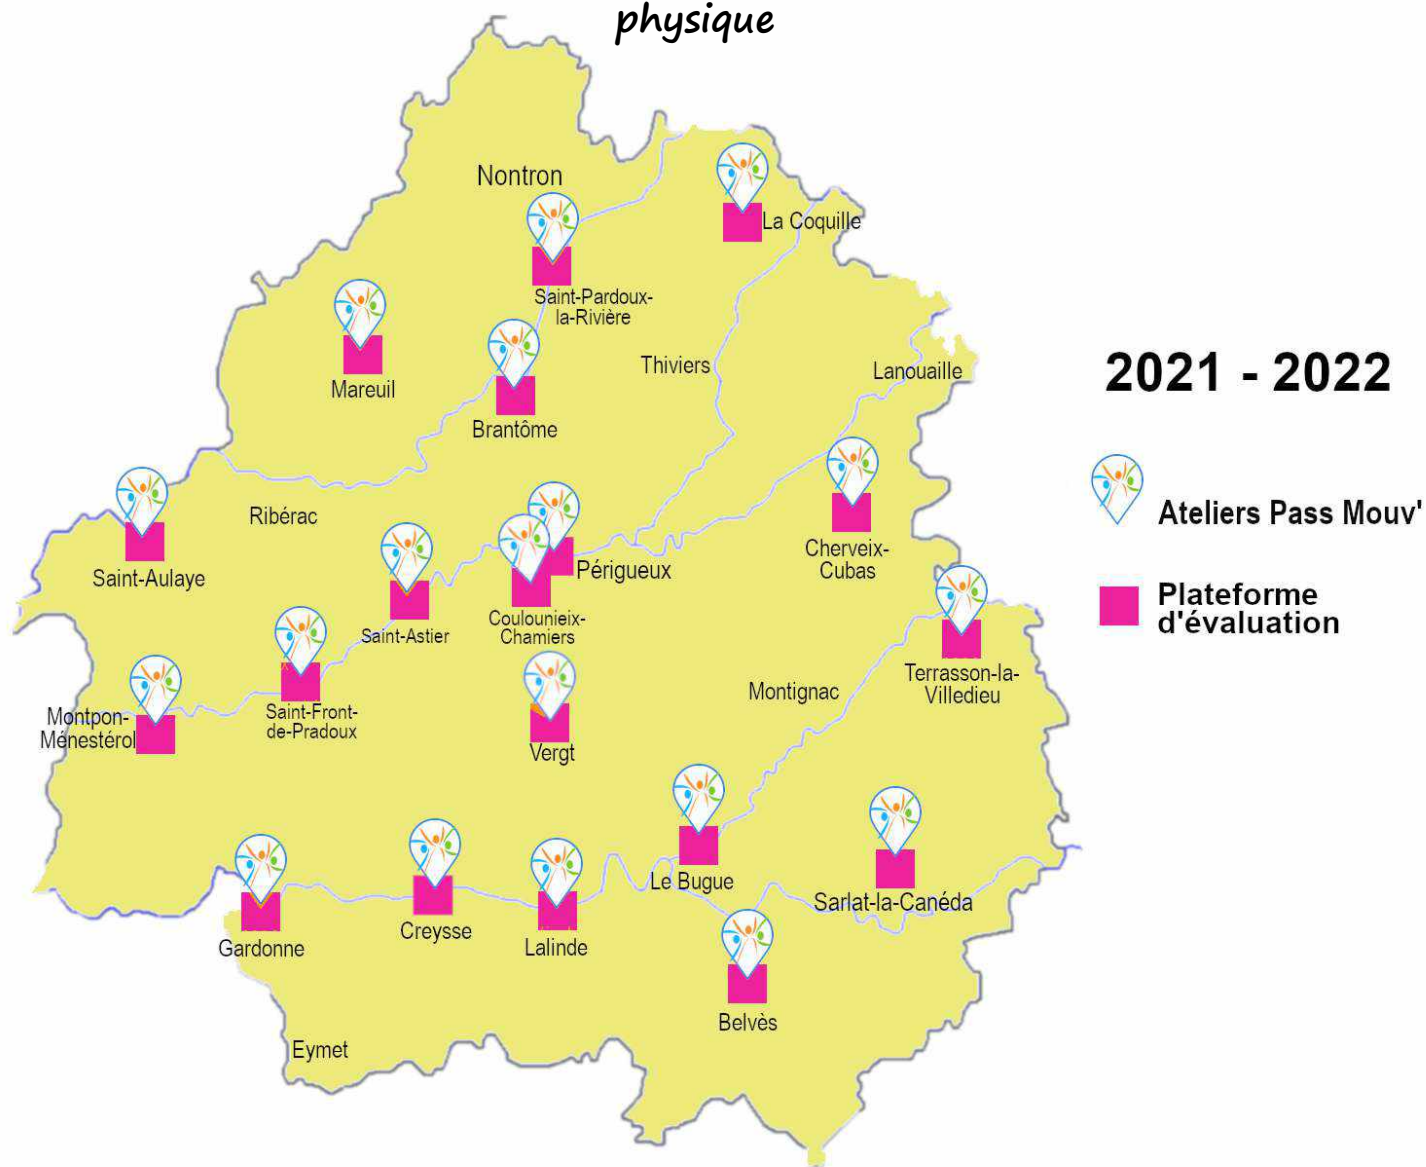 physique
Nontron
La Coquille
Saint-Pardoux-
la-Rivière
Thiviers
Lanouaille
Mareuil
Brantôme
2021 - 2022
Ateliers Pass Mouv'
Ribérac
Cherveix-
Cubas
Périgueux
Saint-Aulaye
Plateforme
d'évaluation
Coulounieix-
Chamiers
Saint-Astier
Terrasson-la-
Villedieu
Montignac
Saint-Front-
de-Pradoux
Montpon-
Ménestérol
Vergt
Le Bugue
Sarlat-la-Canéda
Creysse
Gardonne
Lalinde
Belvès
Eymet